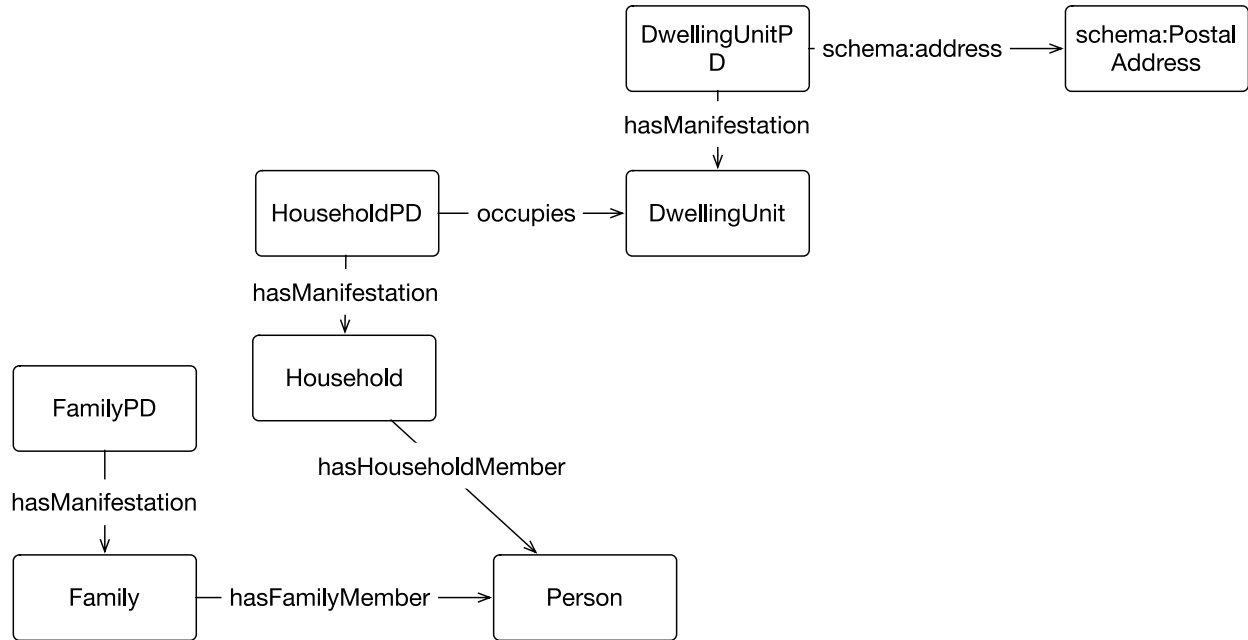 DwellingUnitP
D
schema:address
schema:Postal
Address
hasManifestation
HouseholdPD
occupies
DwellingUnit
hasManifestation
Household
FamilyPD
hasHouseholdMember
hasManifestation
Family
hasFamilyMember
Person